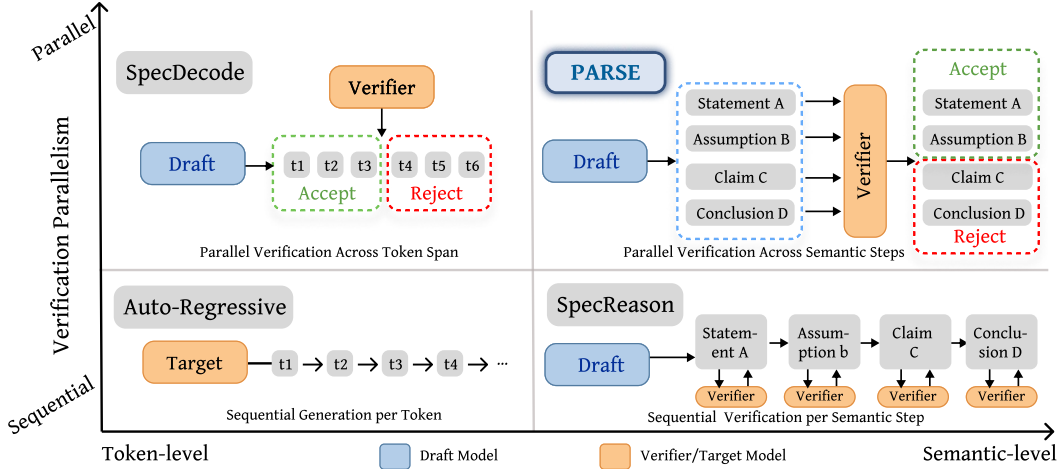 Parallel
Verification Parallelism
Sequential
SpecDecode
Verifier
Draft
t1
t2
t3
t4
t5
t6
Accept
Reject
Parallel Verification Across Token Span
PARSE
Draft
Statement A
Assumption B
Claim C
Conclusion D
Verifier
Accept
Statement A
Assumption B
Claim C
Conclusion D
Reject
Parallel Verification Across Semantic Steps
Auto-Regressive
Target
t1
t2
t3
t4
...
Sequential Generation per Token
SpecReason
Draft
Statem-
ent A
Assum-
ption b
Claim
C
Conclu-
sion D
Verifier
Verifier
Verifier
Verifier
Sequential Verification per Semantic Step
Token-level
Draft Model
Verifier/Target Model
Semantic-level